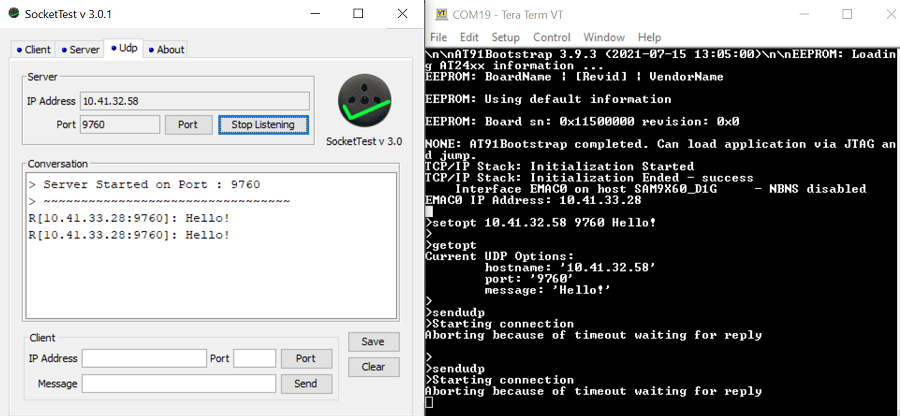 SocketTest v 3.0.1
Client
Server
Udp
About
Server
IP Address 10.41.32.58
Port 9760 Port Stop Listening
SocketTest v 3.0
Conversation
> Server Started on Port : 9760
> ~~~~~~~~~~~~~~~~~~~~~~~~~~~~~~~~~
R[10.41.33.28:9760]: Hello!
R[10.41.33.28:9760]: Hello!
Client
IP Address Port Port
Message Send
Save
Clear
VT COM19 - Tera Term VT
File Edit Setup Control Window Help
\n\nAT91Bootstrap 3.9.3 (2021-07-15 13:05:00)\n\nEEPROM: Loadin
g AT24xx information ...
EEPROM: BoardName | [Revid] | VendorName
EEPROM: Using default information
EEPROM: Board sn: 0x11500000 revision: 0x0
NONE: AT91Bootstrap completed. Can load application via JTAG an
d jump.
TCP/IP Stack: Initialization Started
TCP/IP Stack: Initialization Ended - success
Interface EMAC0 on host SAM9X60_D1G - NBNS disabled
EMAC0 IP Address: 10.41.33.28
>setopt 10.41.32.58 9760 Hello!
>
>getopt
Current UDP Options:
hostname: '10.41.32.58'
port: '9760'
message: 'Hello!'
>
>sendudp
>Starting connection
Aborting because of timeout waiting for reply
>
>sendudp
>Starting connection
Aborting because of timeout waiting for reply